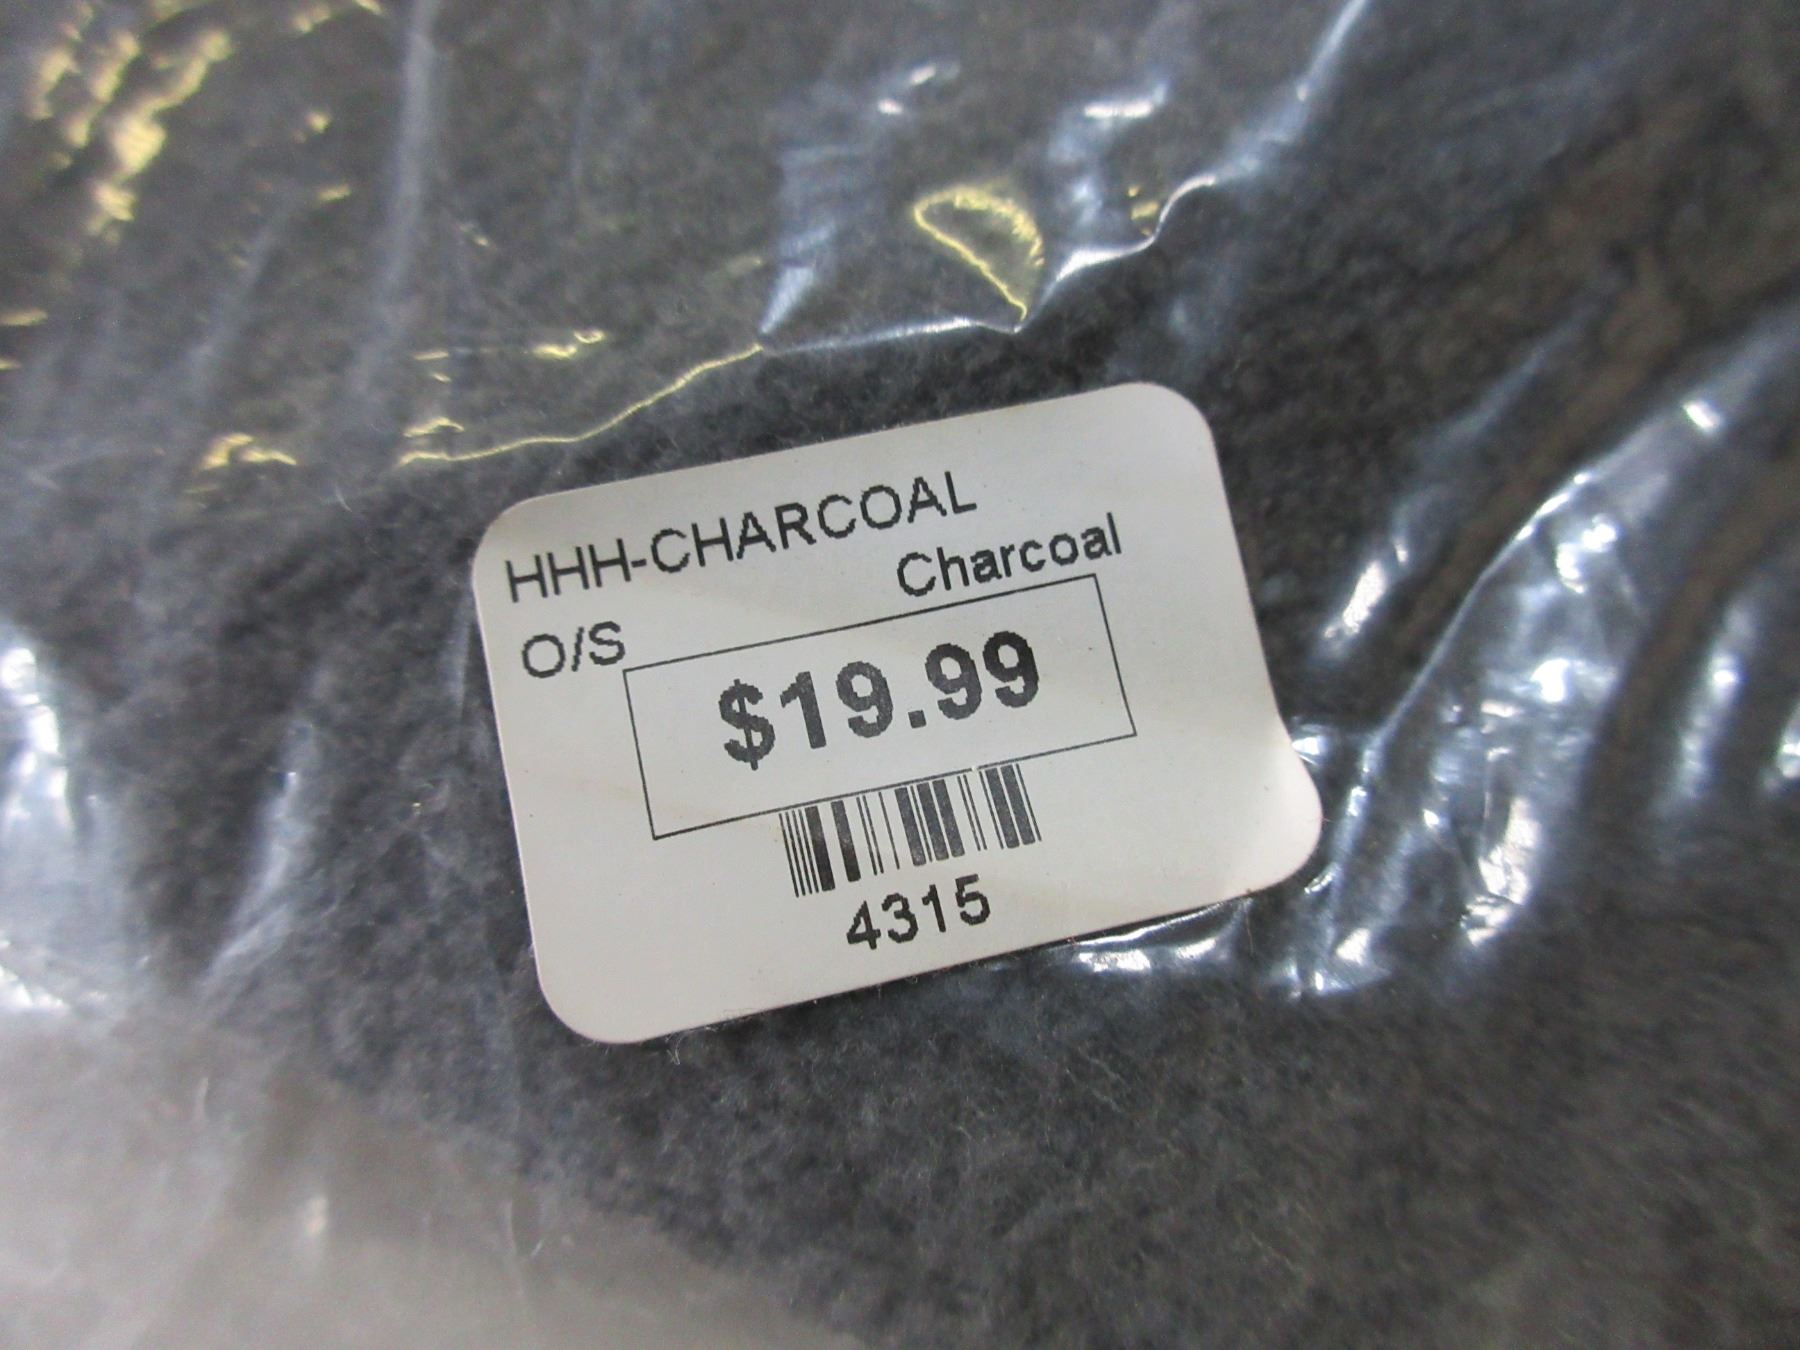 HHH-CHARCOAL
Charcoal
O/S
$19.99
4315